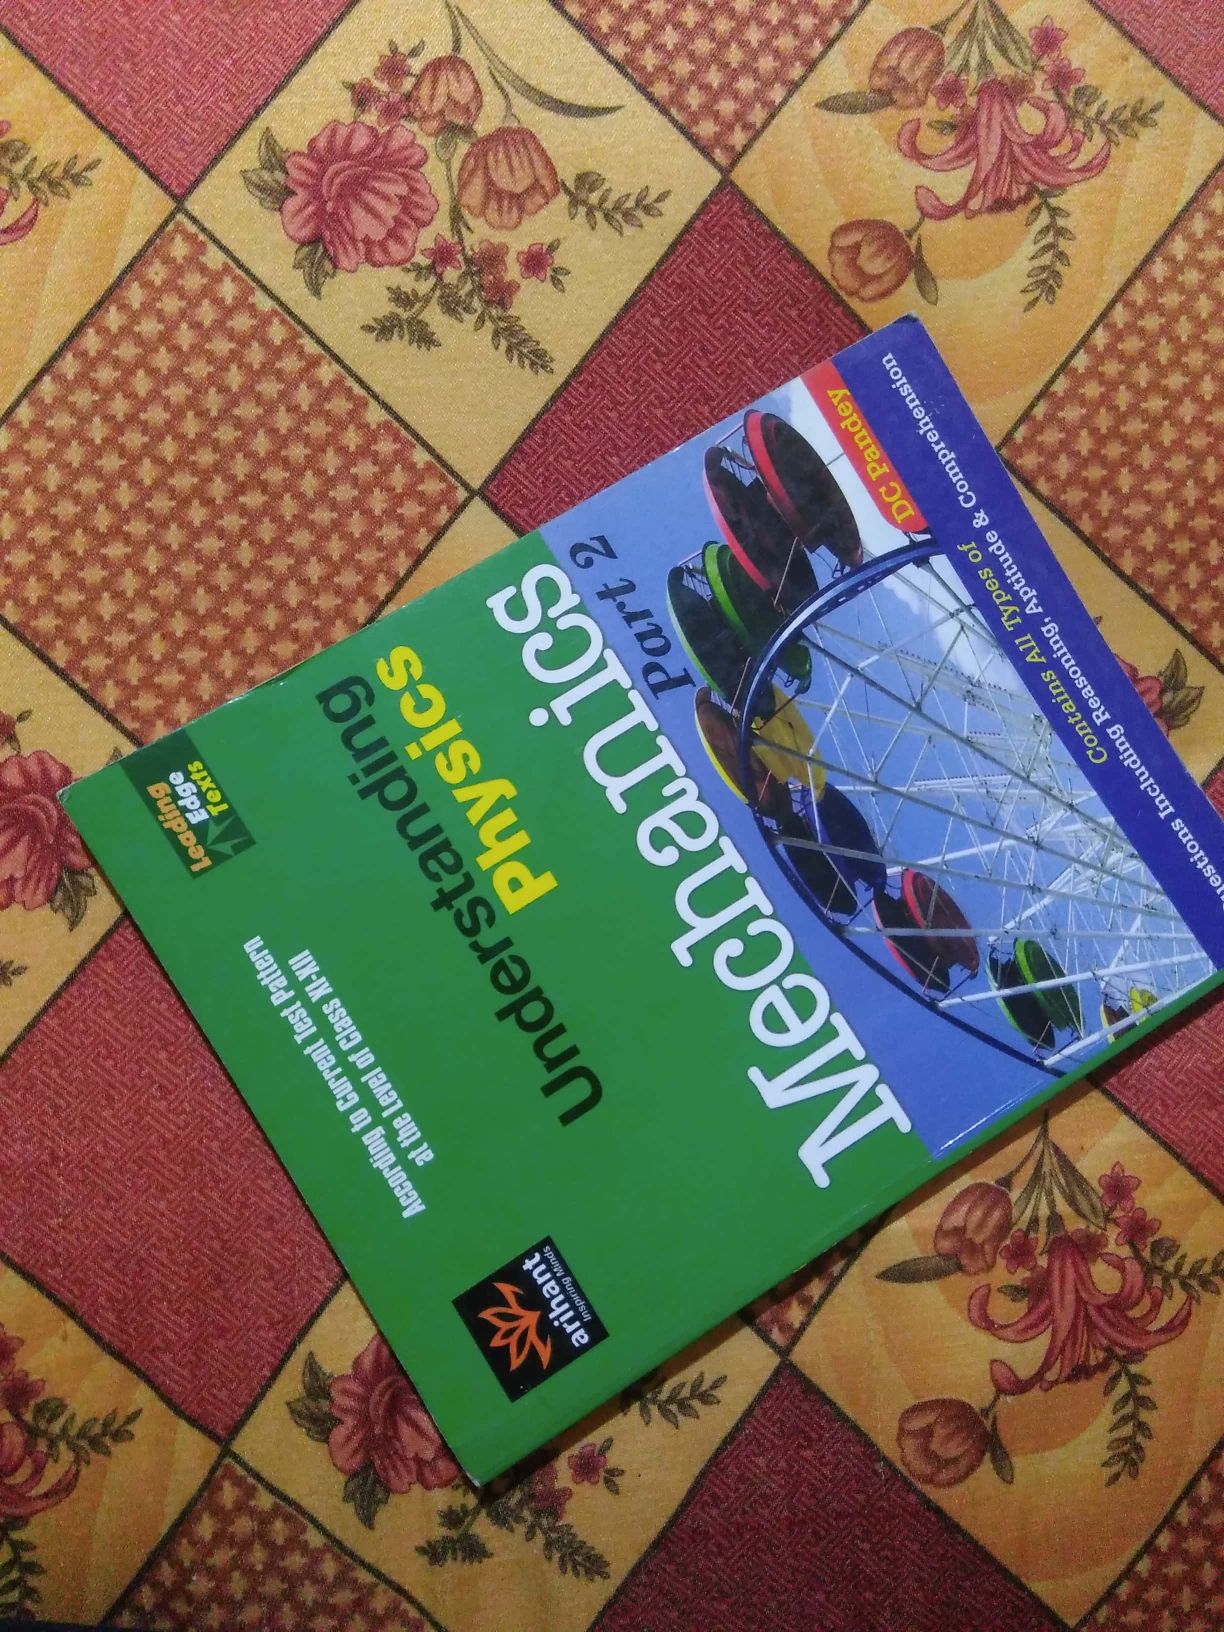 Contains All Types of
uestions Including Reasoning, Aptitude & Comprehension
DC Pandey
Part 2
Mechanics
Understanding
Physics
Leading
Edge
Texts
According to Current Test Pattern
at the Level of Class XI-XII
arihant
Inspiring Minds